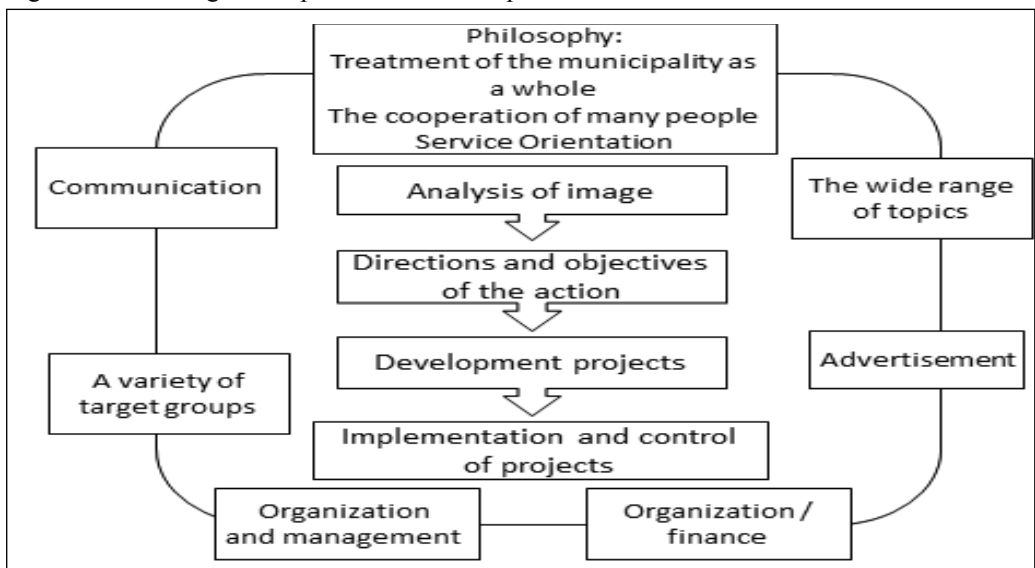 Philosophy:
Treatment of the municipality as
a whole
The cooperation of many people
Service Orientation
Communication
Analysis of image
The wide range
of topics
Directions and objectives
of the action
Development projects
Advertisement
A variety of
target groups
Implementation and control
of projects
Organization
and management
Organization /
finance